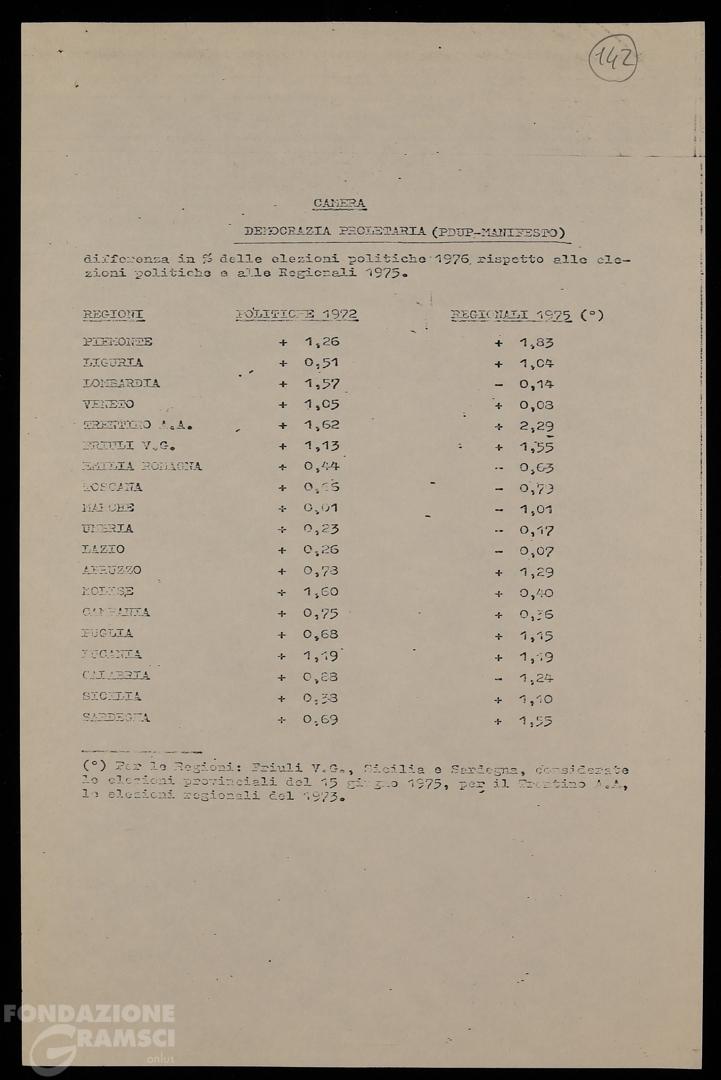 142
CAMERA
DEMOCRAZIA PROLETARIA (PDUP-MANIFESTO)
differenza in % delle elezioni politiche 1976, rispetto alle ele-
zioni politiche e alle Regionali 1975.
REGIONI POLITICHE 1972 REGIONALI 1975 (°)
PIEMONTE + 1,26 + 1,83
LIGURIA + 0,51 + 1,04
LOMBARDIA + 1,57 - 0,14
VENETO + 1,05 + 0,08
TRENTINO A.A. + 1,62 + 2,29
FRIULI V.G. + 1,13 + 1,55
EMILIA ROMAGNA + 0,44 - 0,63
TOSCANA + - 0,79
MARCHE + 0,01 - 1,01
UMBRIA + 0,23 - 0,17
LAZIO + 0,26 - 0,07
ABRUZZO + 0,78 + 1,29
MOLISE + 1,60 + 0,40
CAMPANIA + 0,75 + 0,36
PUGLIA + 0,68 + 1,15
LUCANIA + 1,19 + 1,19
CALABRIA + 0,88 - 1,24
SICILIA + 0,38 + 1,10
SARDEGNA + 0,69 + 1,55
(°) Per le Regioni: Friuli V.G., Sicilia e Sardegna, considerate
le elezioni provinciali del 15 giugno 1975, per il Trentino A.A,
le elezioni regionali del 1973.
FONDAZIONE
GRAMSCI
onlus